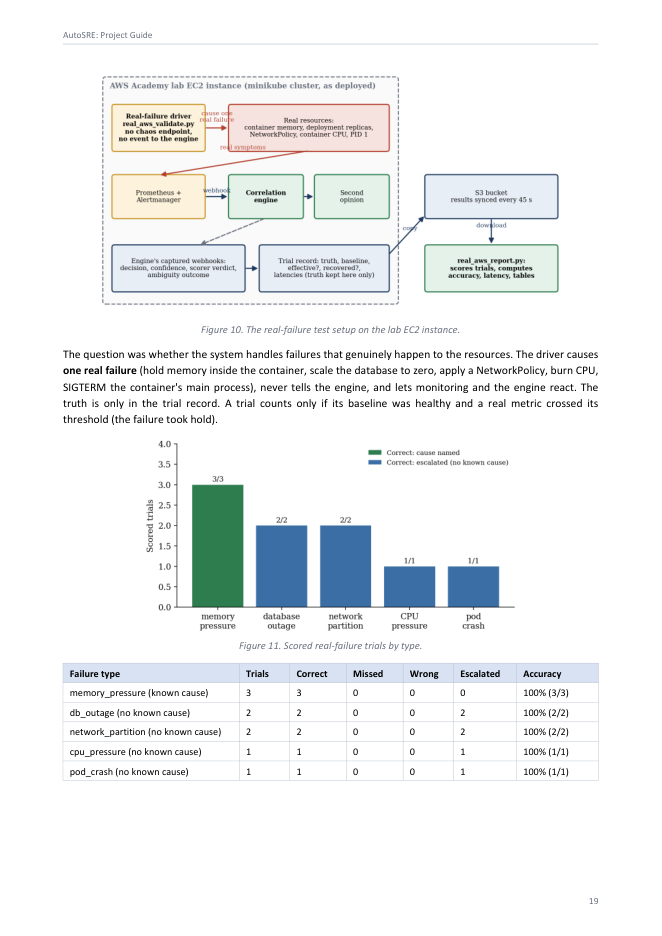 AutoSRE: Project Guide
AWS Academy lab EC2 instance (minikube cluster, as deployed)
Real-failure driver
real_aws_validate.py
no chaos endpoint,
no event to the engine
cause one
real failure
Real resources:
container memory, deployment replicas,
NetworkPolicy, container CPU, PID 1
real symptoms
Prometheus +
Alertmanager
webhook
Correlation
engine
Second
opinion
S3 bucket
results synced every 45 s
copy
download
Engine's captured webhooks:
decision, confidence, scorer verdict,
ambiguity outcome
Trial record: truth, baseline,
effective?, recovered?,
latencies (truth kept here only)
real_aws_report.py:
scores trials, computes
accuracy, latency, tables
Figure 10. The real-failure test setup on the lab EC2 instance.
The question was whether the system handles failures that genuinely happen to the resources. The driver causes
one real failure (hold memory inside the container, scale the database to zero, apply a NetworkPolicy, burn CPU,
SIGTERM the container's main process), never tells the engine, and lets monitoring and the engine react. The
truth is only in the trial record. A trial counts only if its baseline was healthy and a real metric crossed its
threshold (the failure took hold).
4.0
3.5
3.0
2.5
2.0
1.5
1.0
0.5
0.0
Scored trials
Correct: cause named
Correct: escalated (no known cause)
3/3
2/2
2/2
1/1
1/1
memory
pressure
database
outage
network
partition
CPU
pressure
pod
crash
Figure 11. Scored real-failure trials by type.
Failure type Trials Correct Missed Wrong Escalated Accuracy
memory_pressure (known cause) 3 3 0 0 0 100% (3/3)
db_outage (no known cause) 2 2 0 0 2 100% (2/2)
network_partition (no known cause) 2 2 0 0 2 100% (2/2)
cpu_pressure (no known cause) 1 1 0 0 1 100% (1/1)
pod_crash (no known cause) 1 1 0 0 1 100% (1/1)
19